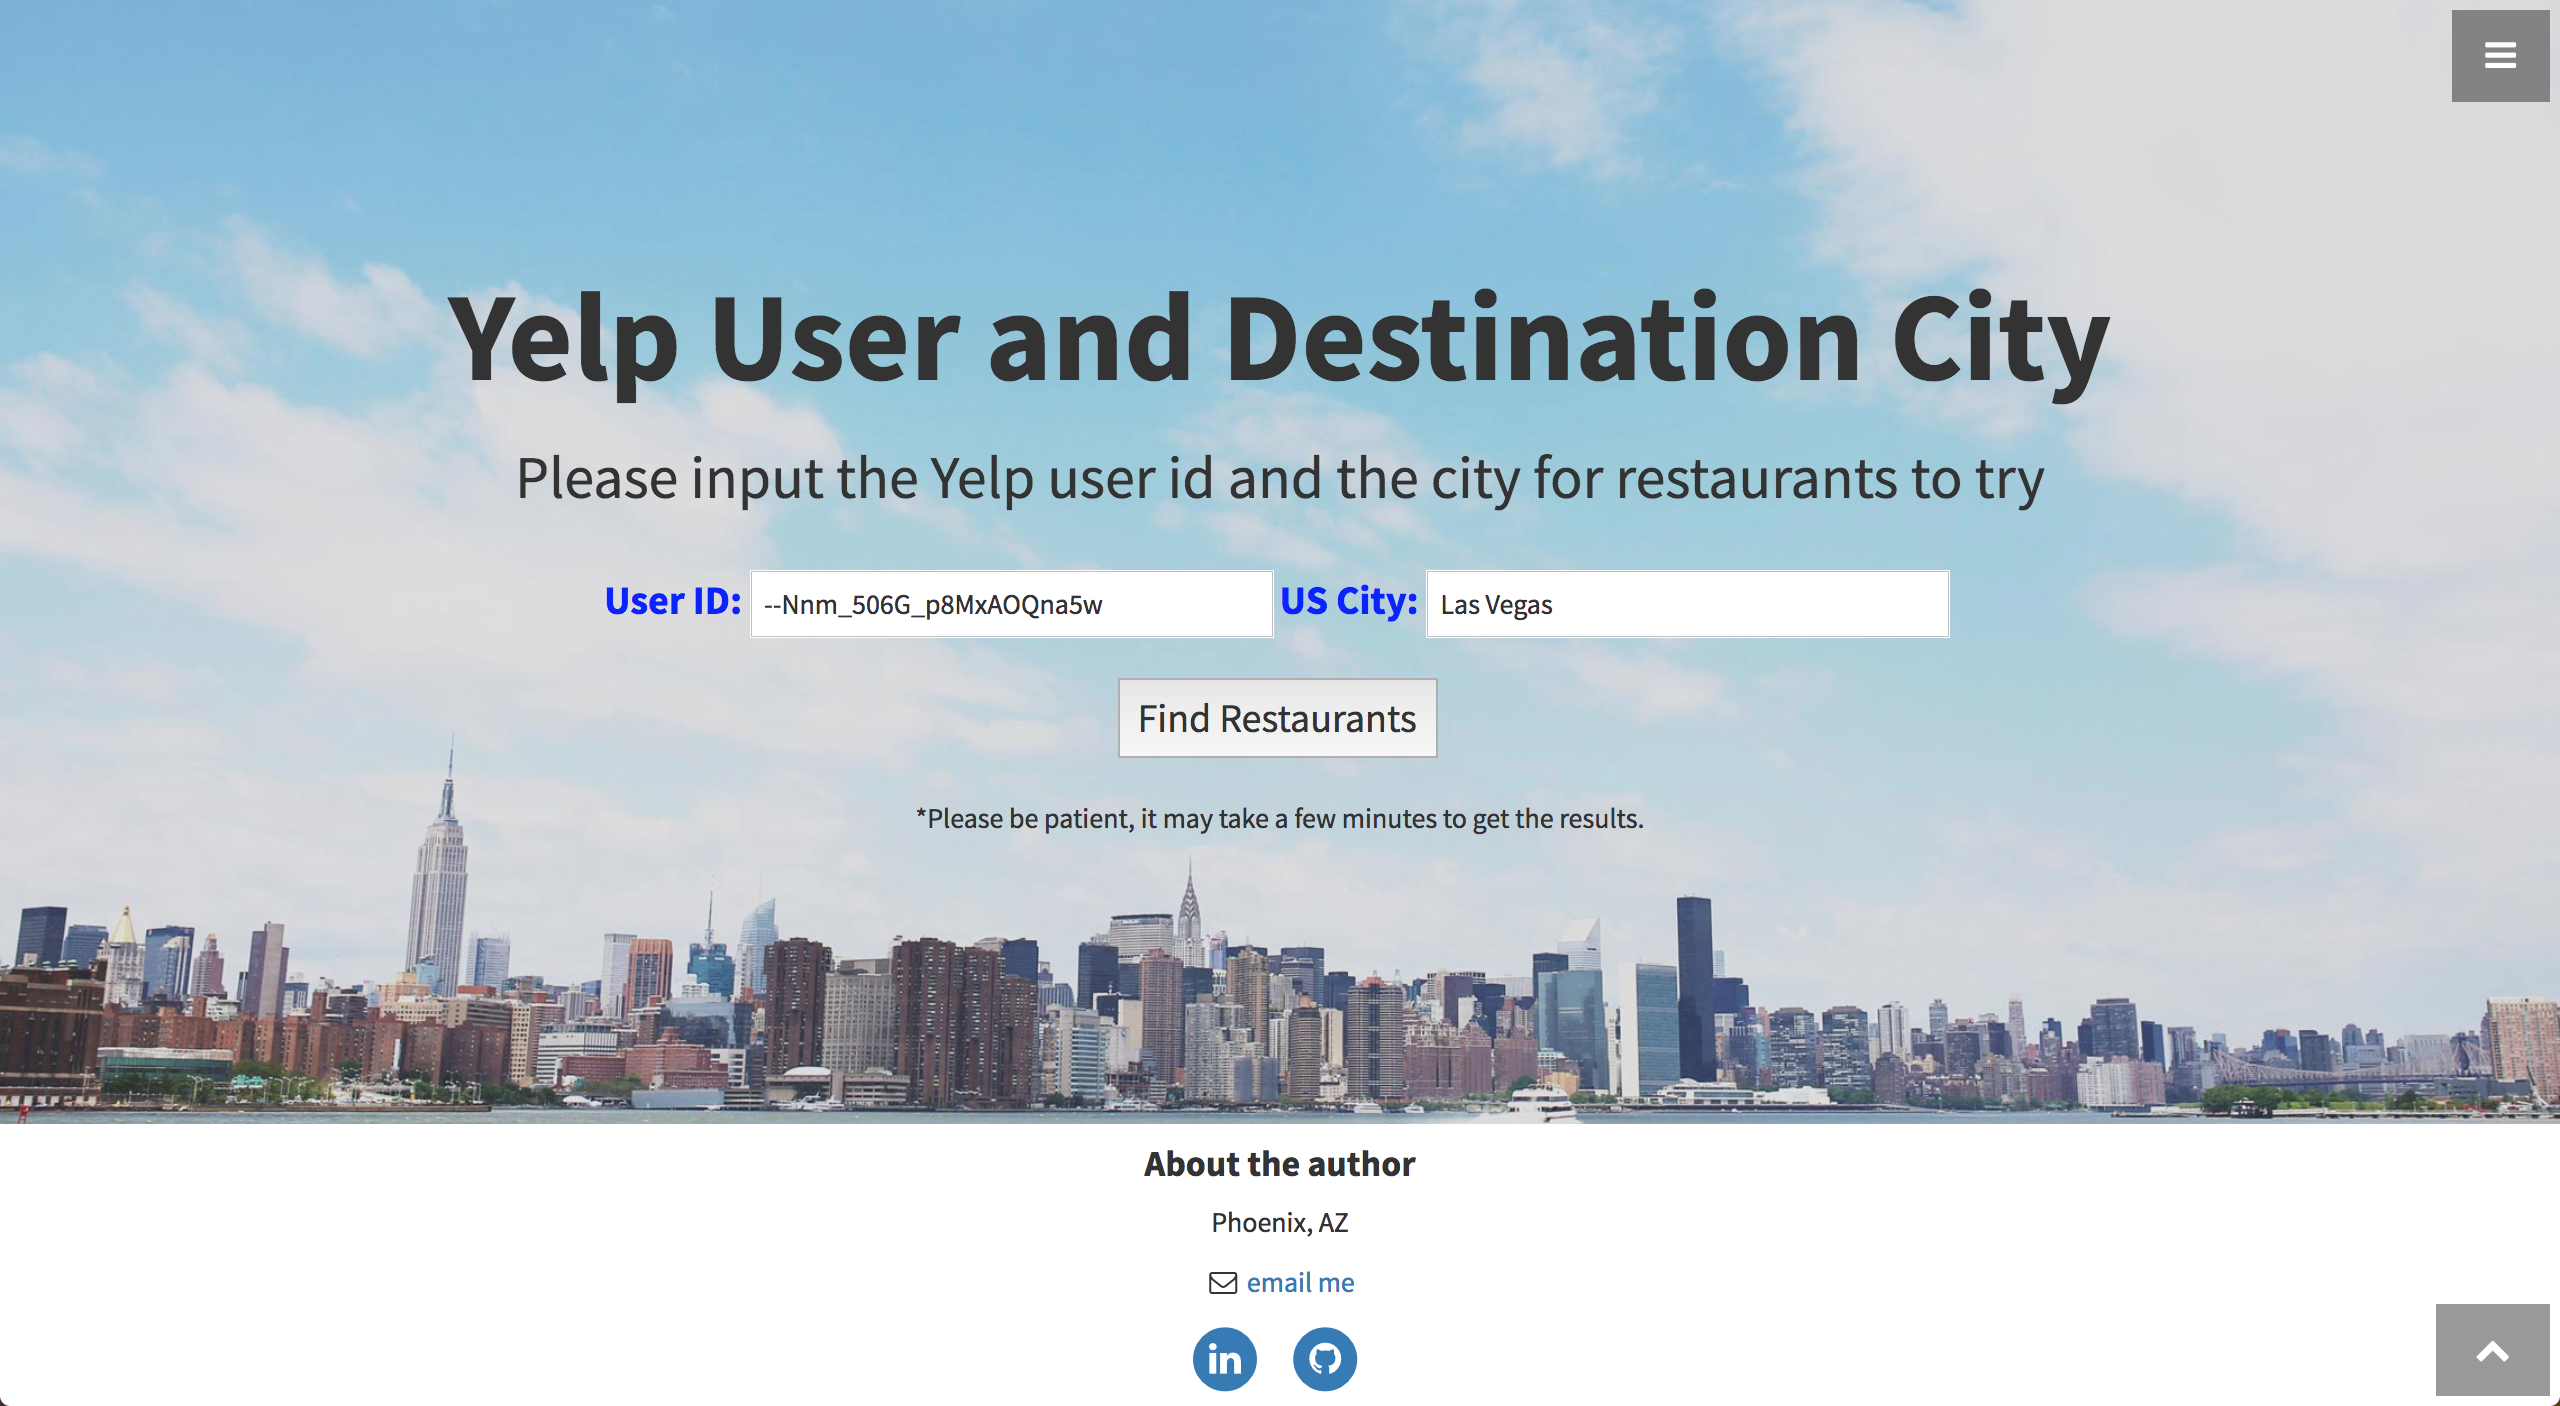 Yelp User and Destination City
Please input the Yelp user id and the city for restaurants to try
User ID: --Nnm_506G_p8MxAOQna5w US City: Las Vegas
Find Restaurants
*Please be patient, it may take a few minutes to get the results.
About the author
Phoenix, AZ
email me
in